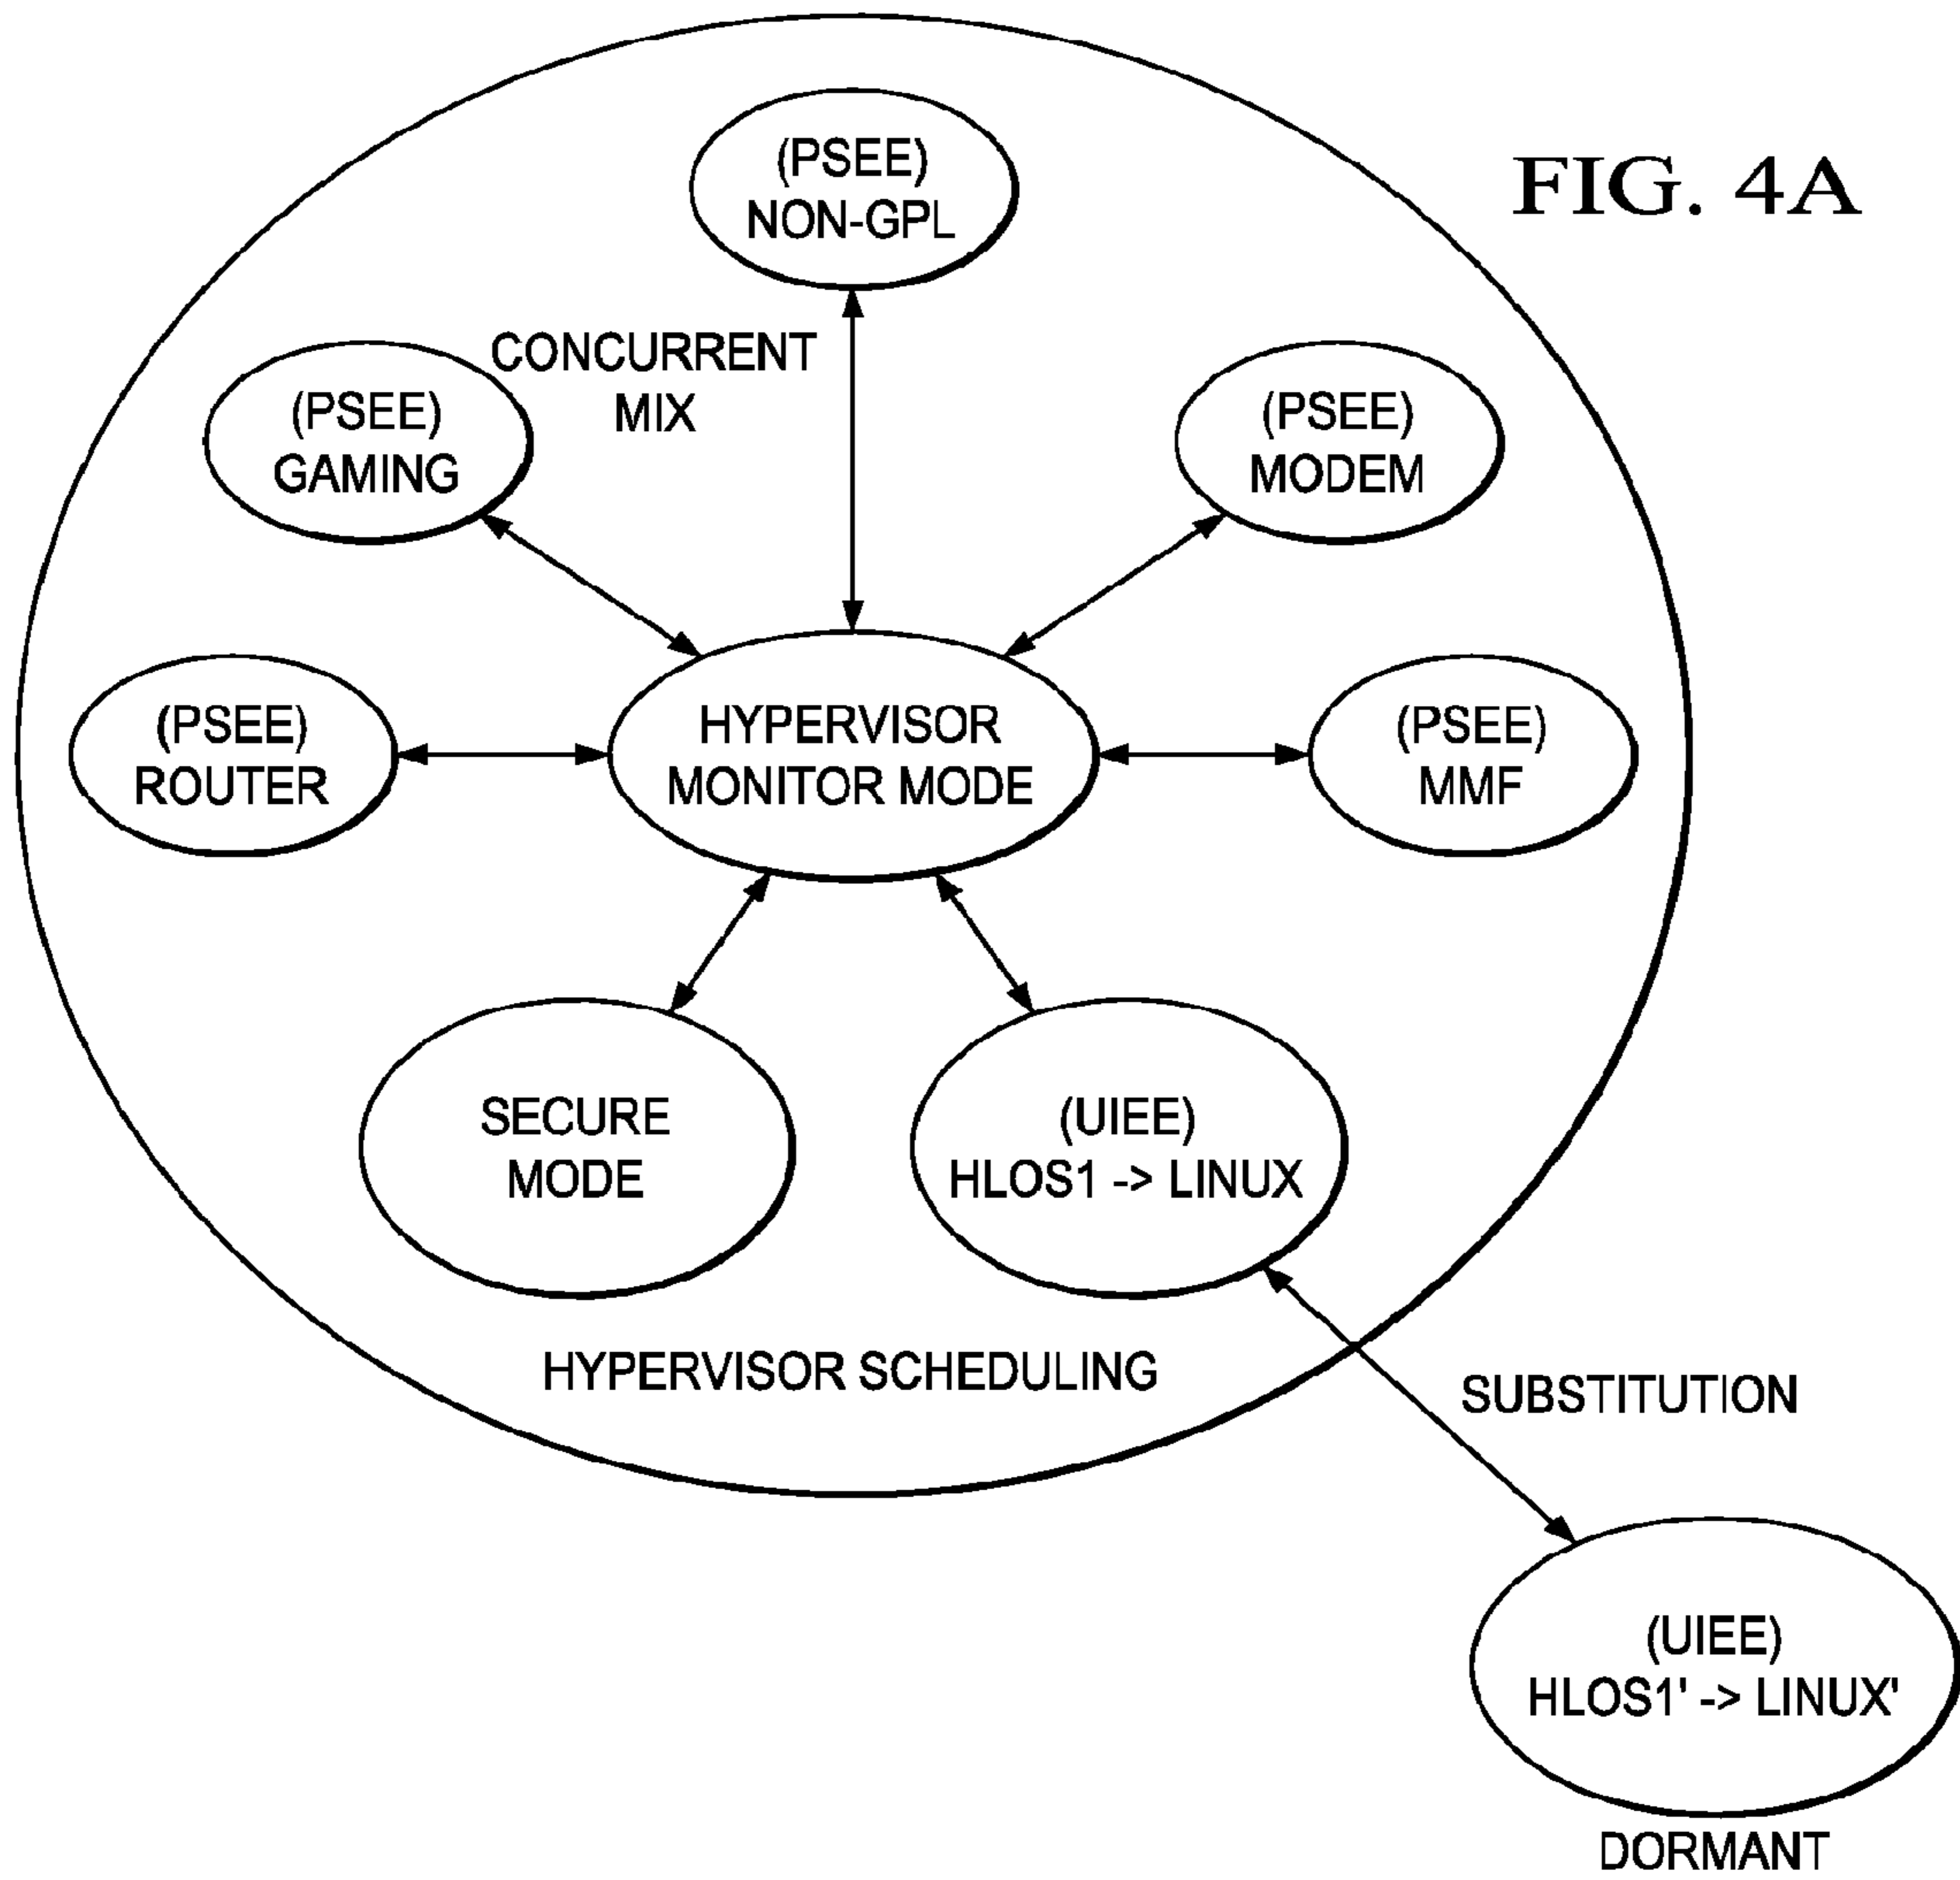 FIG. 4A
(PSEE)
NON-GPL
CONCURRENT
MIX
(PSEE)
GAMING
(PSEE)
MODEM
(PSEE)
ROUTER
HYPERVISOR
MONITOR MODE
(PSEE)
MMF
SECURE
MODE
(UIEE)
HLOS1 -> LINUX
HYPERVISOR SCHEDULING
SUBSTITUTION
(UIEE)
HLOS1' -> LINUX'
DORMANT